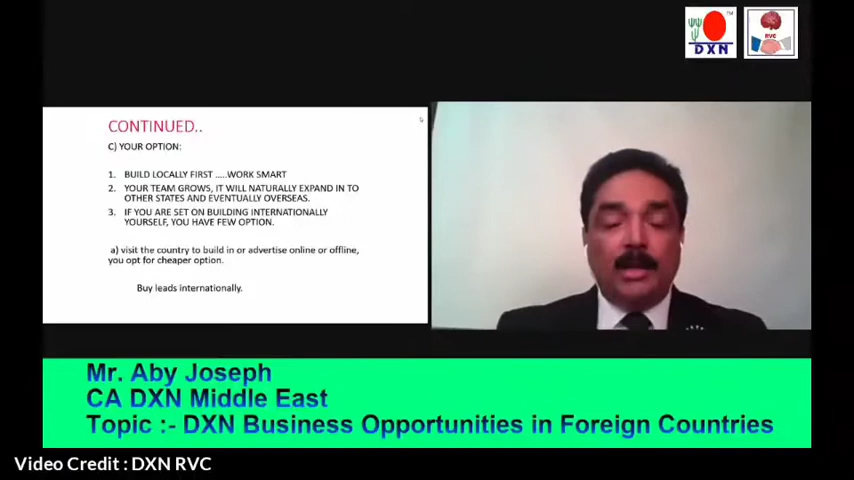 DXN
TM
RVC
CONTINUED..
C) YOUR OPTION:
1. BUILD LOCALLY FIRST .....WORK SMART
2. YOUR TEAM GROWS, IT WILL NATURALLY EXPAND IN TO
OTHER STATES AND EVENTUALLY OVERSEAS.
3. IF YOU ARE SET ON BUILDING INTERNATIONALLY
YOURSELF, YOU HAVE FEW OPTION.
a) visit the country to build in or advertise online or offline,
you opt for cheaper option.
Buy leads internationally.
Mr. Aby Joseph
CA DXN Middle East
Topic :- DXN Business Opportunities in Foreign Countries
Video Credit : DXN RVC